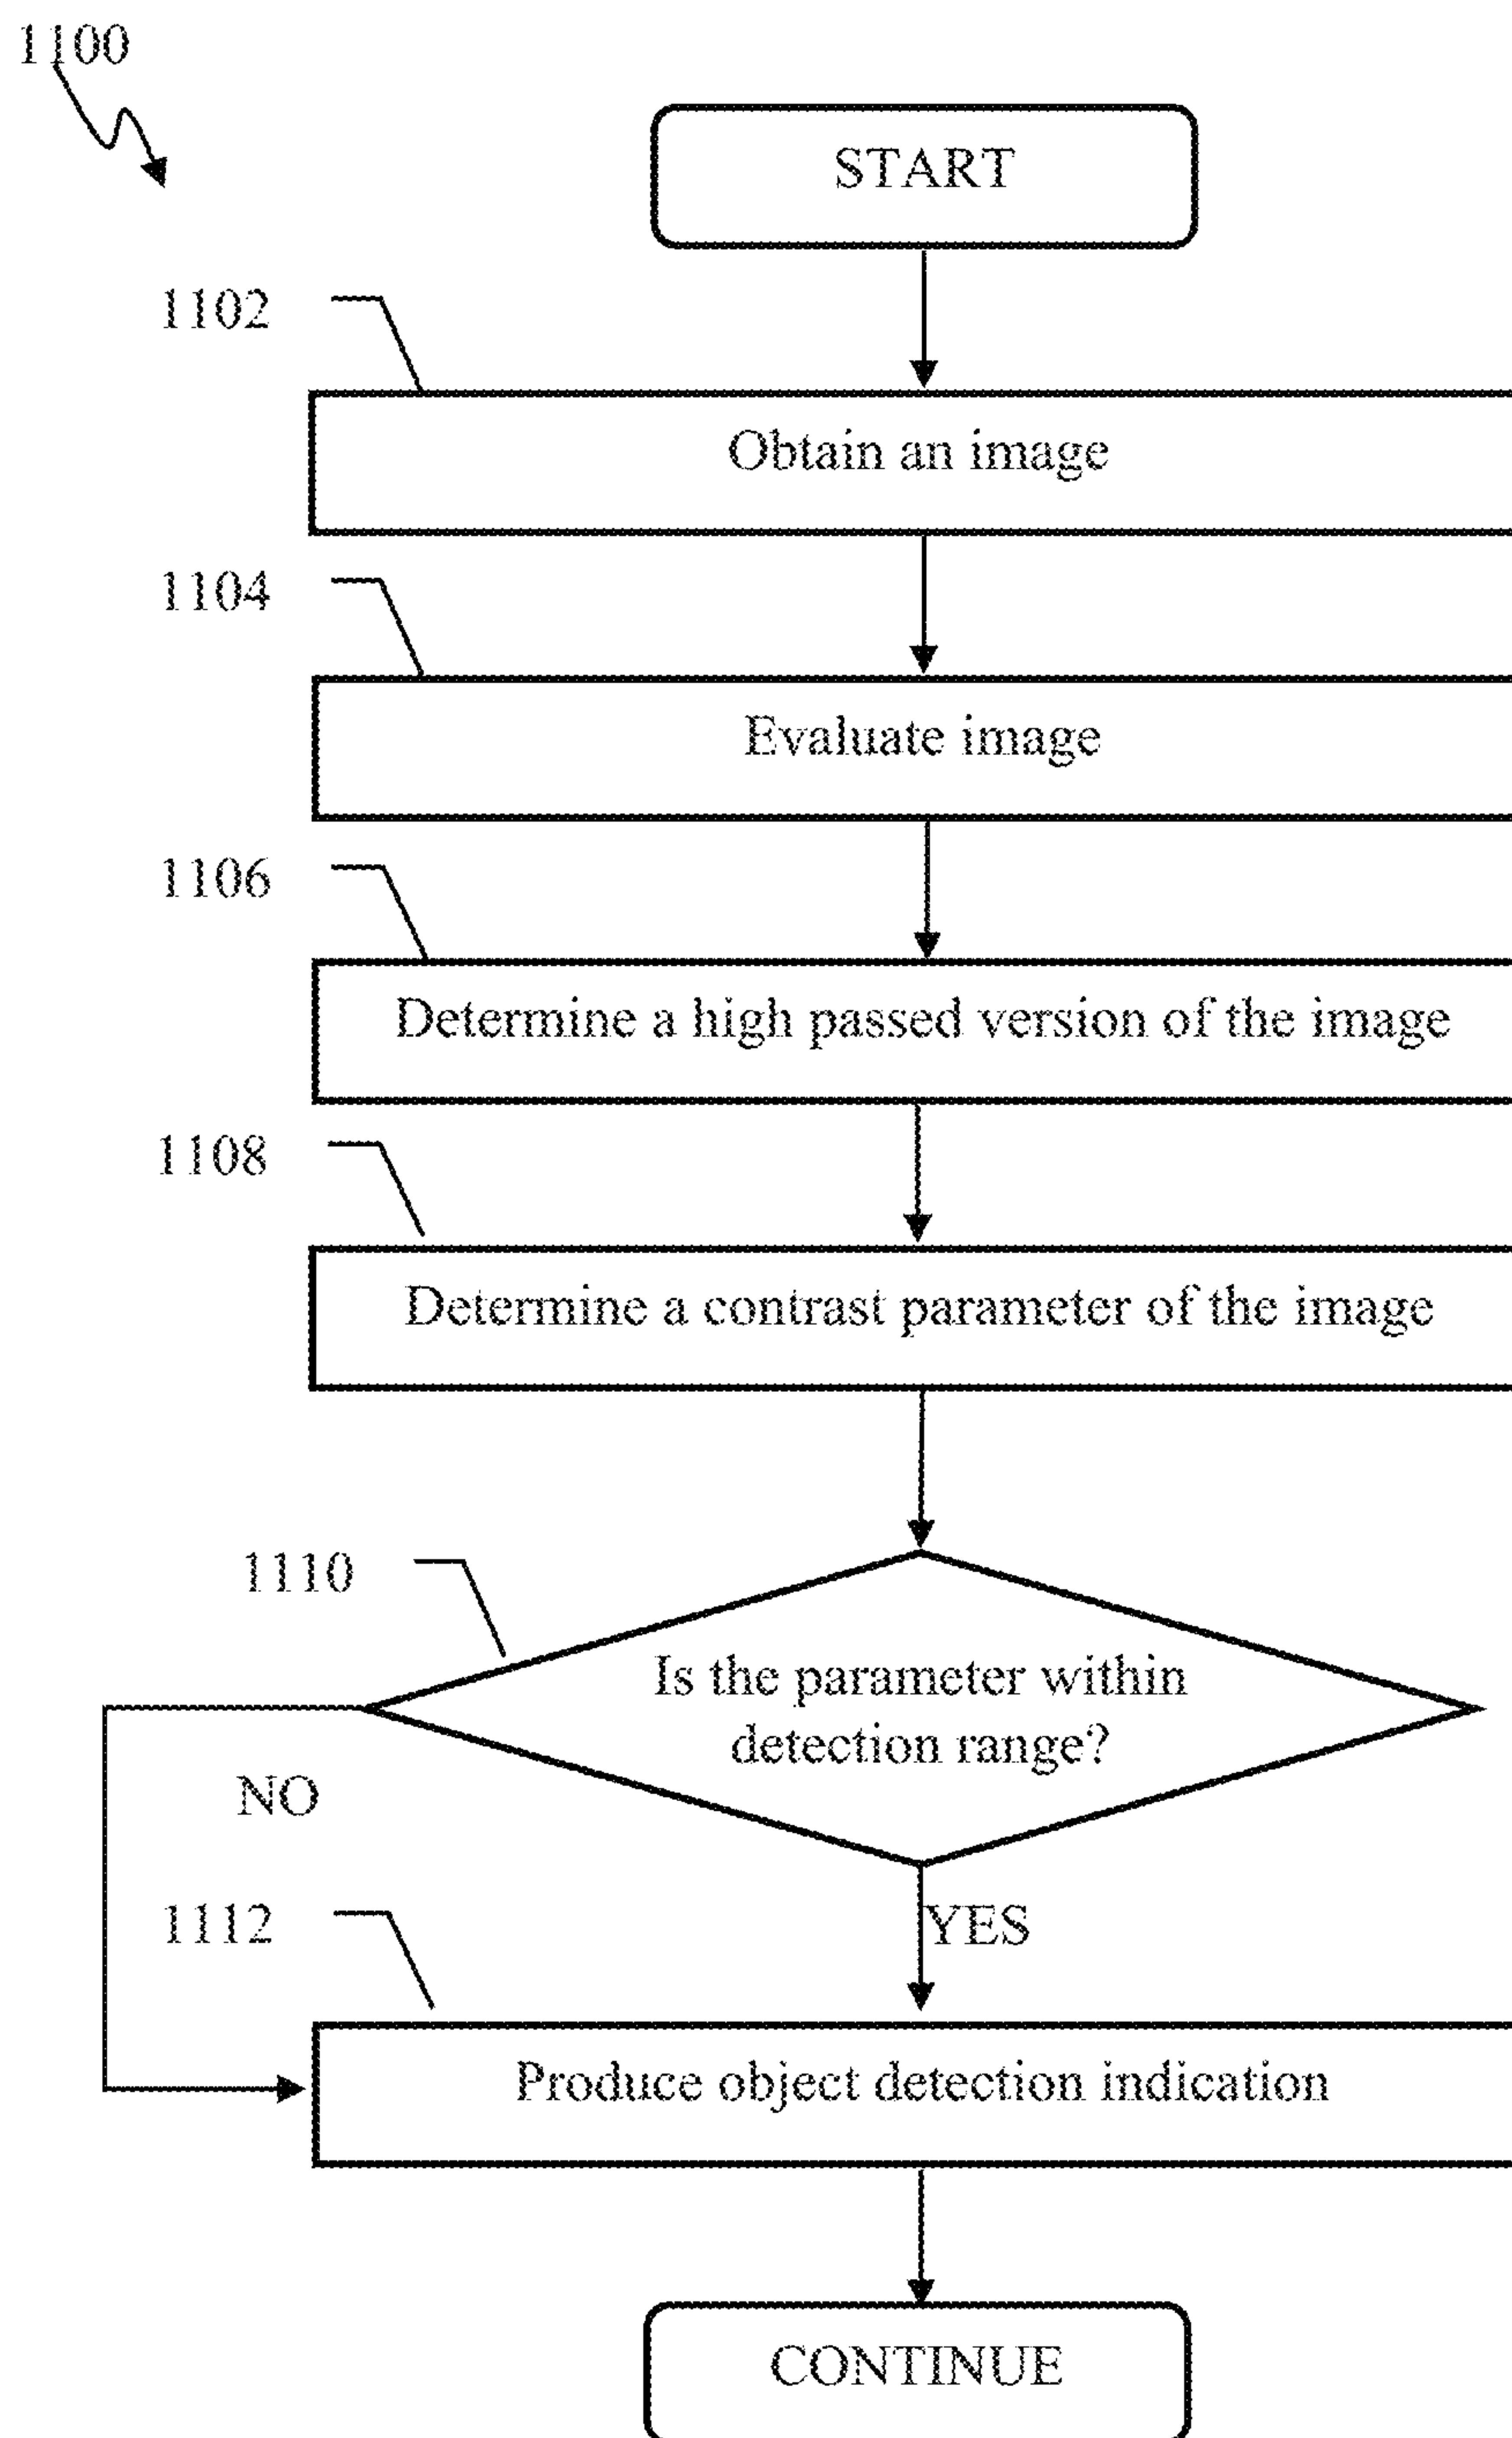 1100
START
1102
Obtain an image
1104
Evaluate image
1106
Determine a high passed version of the image
1108
Determine a contrast parameter of the image
1110
Is the parameter within
detection range?
NO
YES
1112
Produce object detection indication
CONTINUE